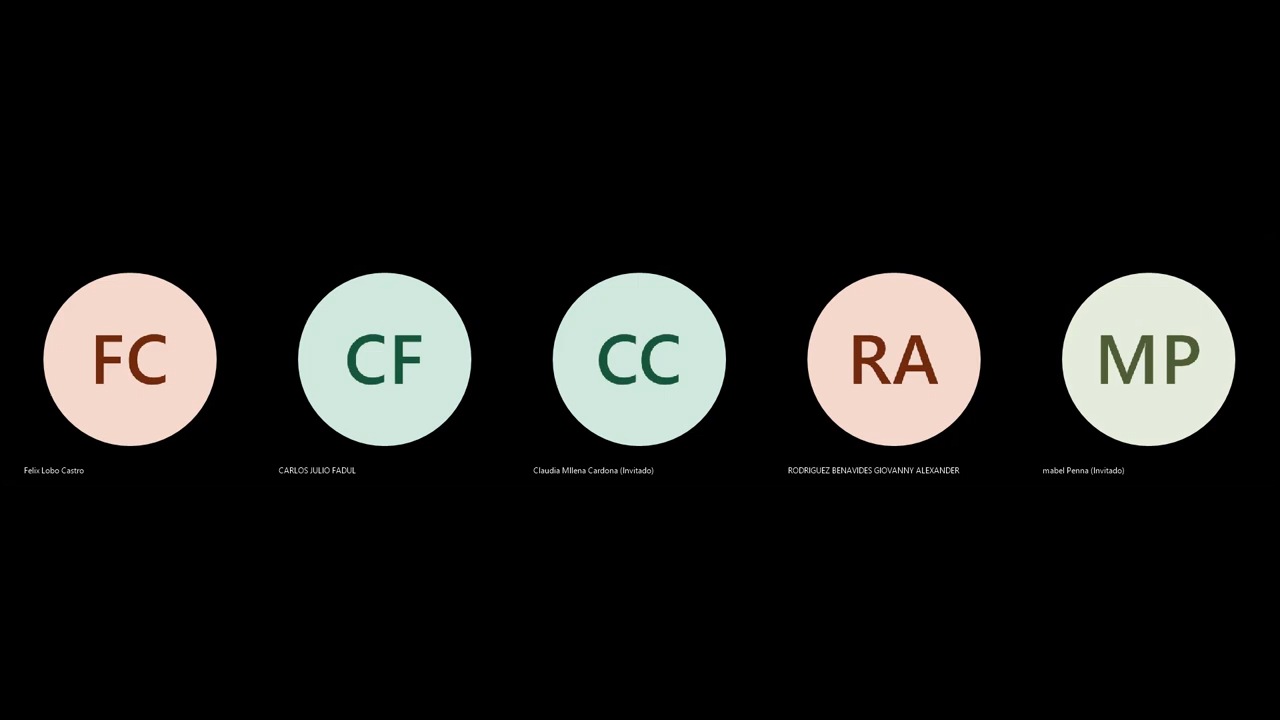 FC
CF
CC
RA
MP
Felix Lobo Castro
CARLOS JULIO FADUL
Claudia MIlena Cardona (Invitado)
RODRIGUEZ BENAVIDES GIOVANNY ALEXANDER
mabel Penna (Invitado)